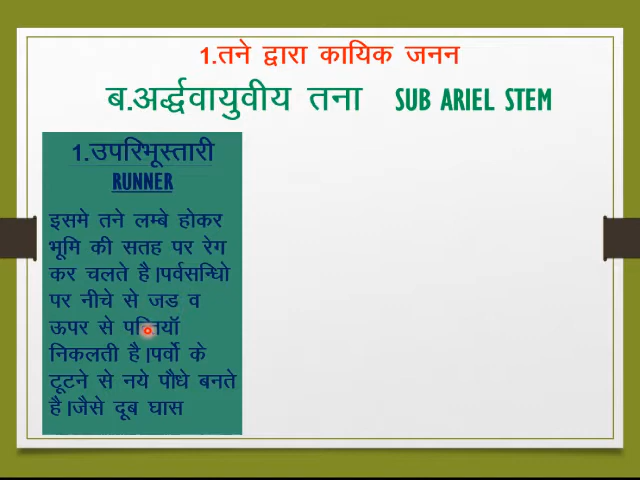 1.तने द्वारा कायिक जनन
ब.अर्द्धवायुवीय तना SUB ARIEL STEM
1.उपरिभूस्तारी
RUNNER
इसमे तने लम्बे होकर
भूमि की सतह पर रेग
कर चलते है।पर्वसन्धिो
पर नीचे से जड व
ऊपर से पत्तियॉ
निकलती है।पर्वो के
टूटने से नये पौधे बनते
है।जैसे दूब घास